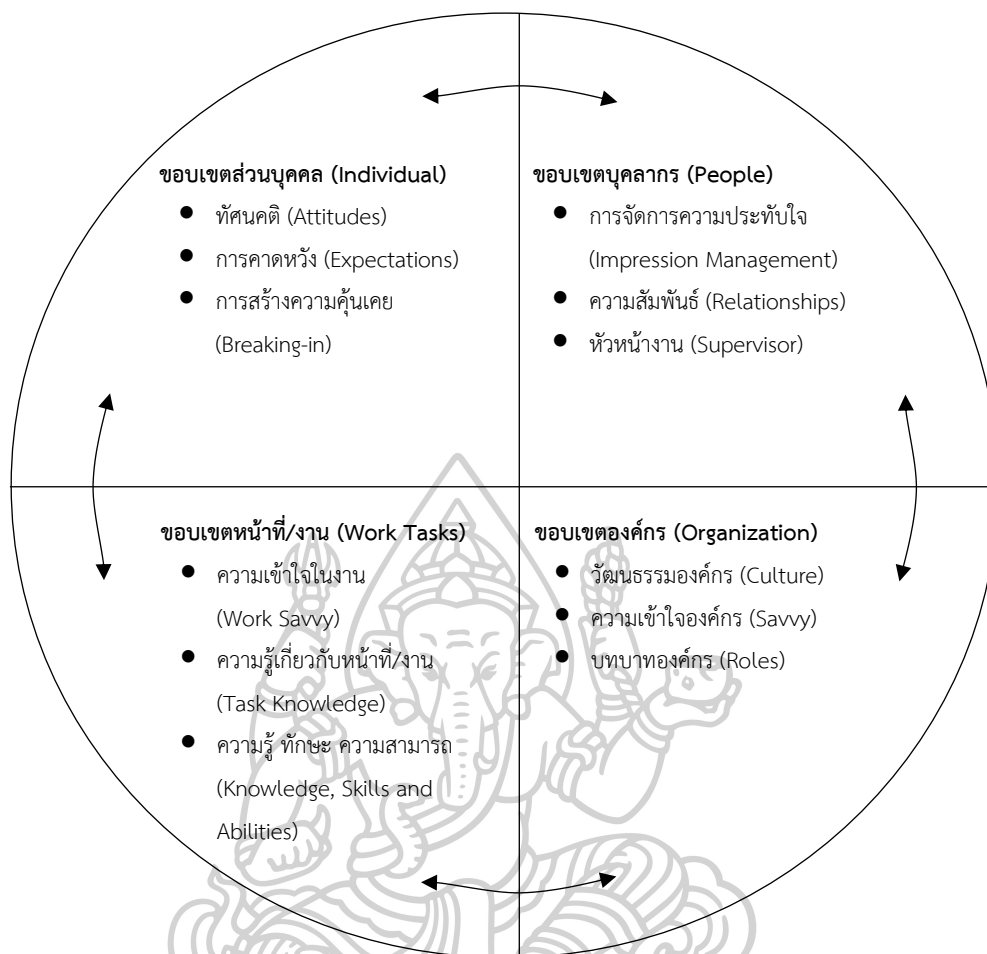 ขอบเขตส่วนบุคคล (Individual)
● ทัศนคติ (Attitudes)
● การคาดหวัง (Expectations)
● การสร้างความคุ้นเคย
(Breaking-in)
ขอบเขตบุคลากร (People)
● การจัดการความประทับใจ
(Impression Management)
● ความสัมพันธ์ (Relationships)
● หัวหน้างาน (Supervisor)
ขอบเขตหน้าที่/งาน (Work Tasks)
● ความเข้าใจในงาน
(Work Savvy)
● ความรู้เกี่ยวกับหน้าที่/งาน
(Task Knowledge)
● ความรู้ ทักษะ ความสามารถ
(Knowledge, Skills and
Abilities)
ขอบเขตองค์กร (Organization)
● วัฒนธรรมองค์กร (Culture)
● ความเข้าใจองค์กร (Savvy)
● บทบาทองค์กร (Roles)